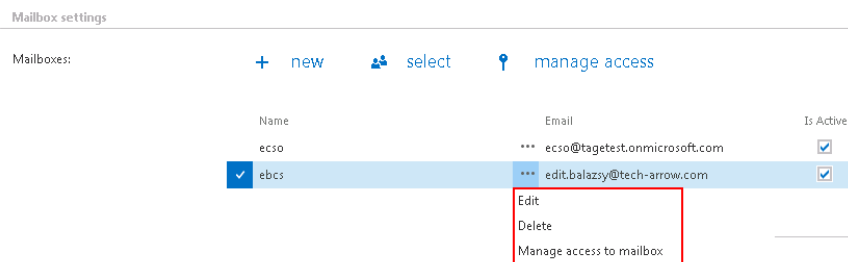 Mailbox settings
Mailboxes:
new select manage access
Name Email Is Active
ecso ··· ecso@tagetest.onmicrosoft.com
ebcs ··· edit.balazsy@tech-arrow.com
Edit
Delete
Manage access to mailbox